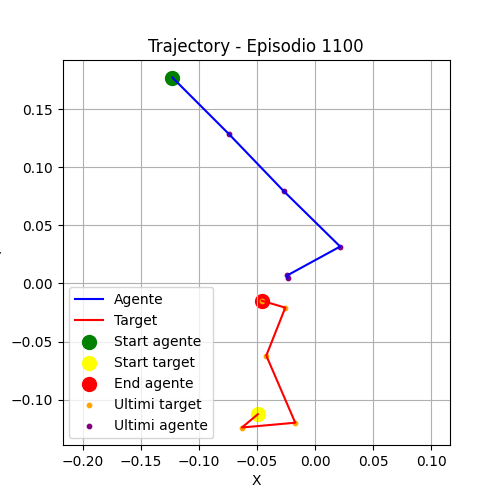 Trajectory - Episodio 1100
0.15
0.10
0.05
0.00
−0.05
−0.10
Agente
Target
Start agente
Start target
End agente
Ultimi target
Ultimi agente
−0.20 −0.15 −0.10 −0.05 0.00 0.05 0.10
X